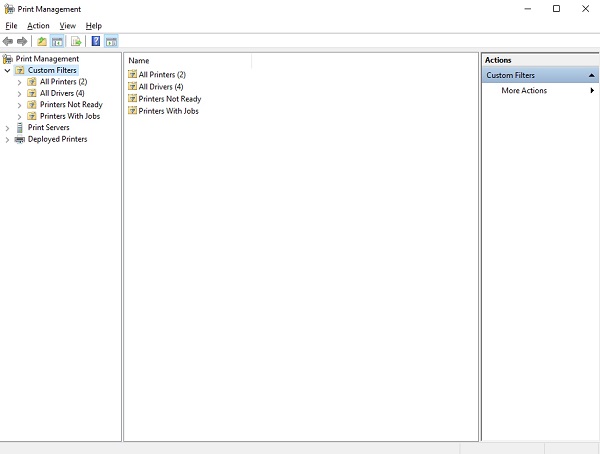 Print Management
File Action View Help
Print Management
Custom Filters
All Printers (2)
All Drivers (4)
Printers Not Ready
Printers With Jobs
Print Servers
Deployed Printers
Name
All Printers (2)
All Drivers (4)
Printers Not Ready
Printers With Jobs
Actions
Custom Filters
More Actions